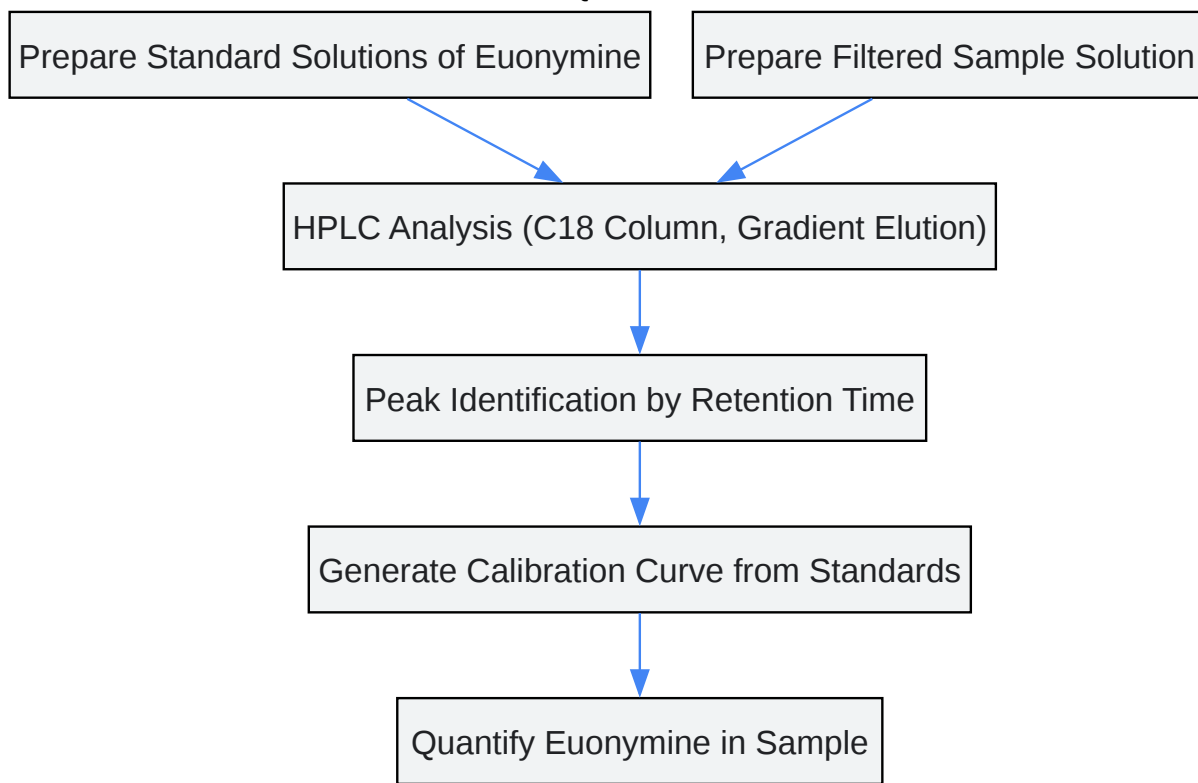 Prepare Standard Solutions of Euonymine
Prepare Filtered Sample Solution
HPLC Analysis (C18 Column, Gradient Elution)
Peak Identification by Retention Time
Generate Calibration Curve from Standards
Quantify Euonymine in Sample